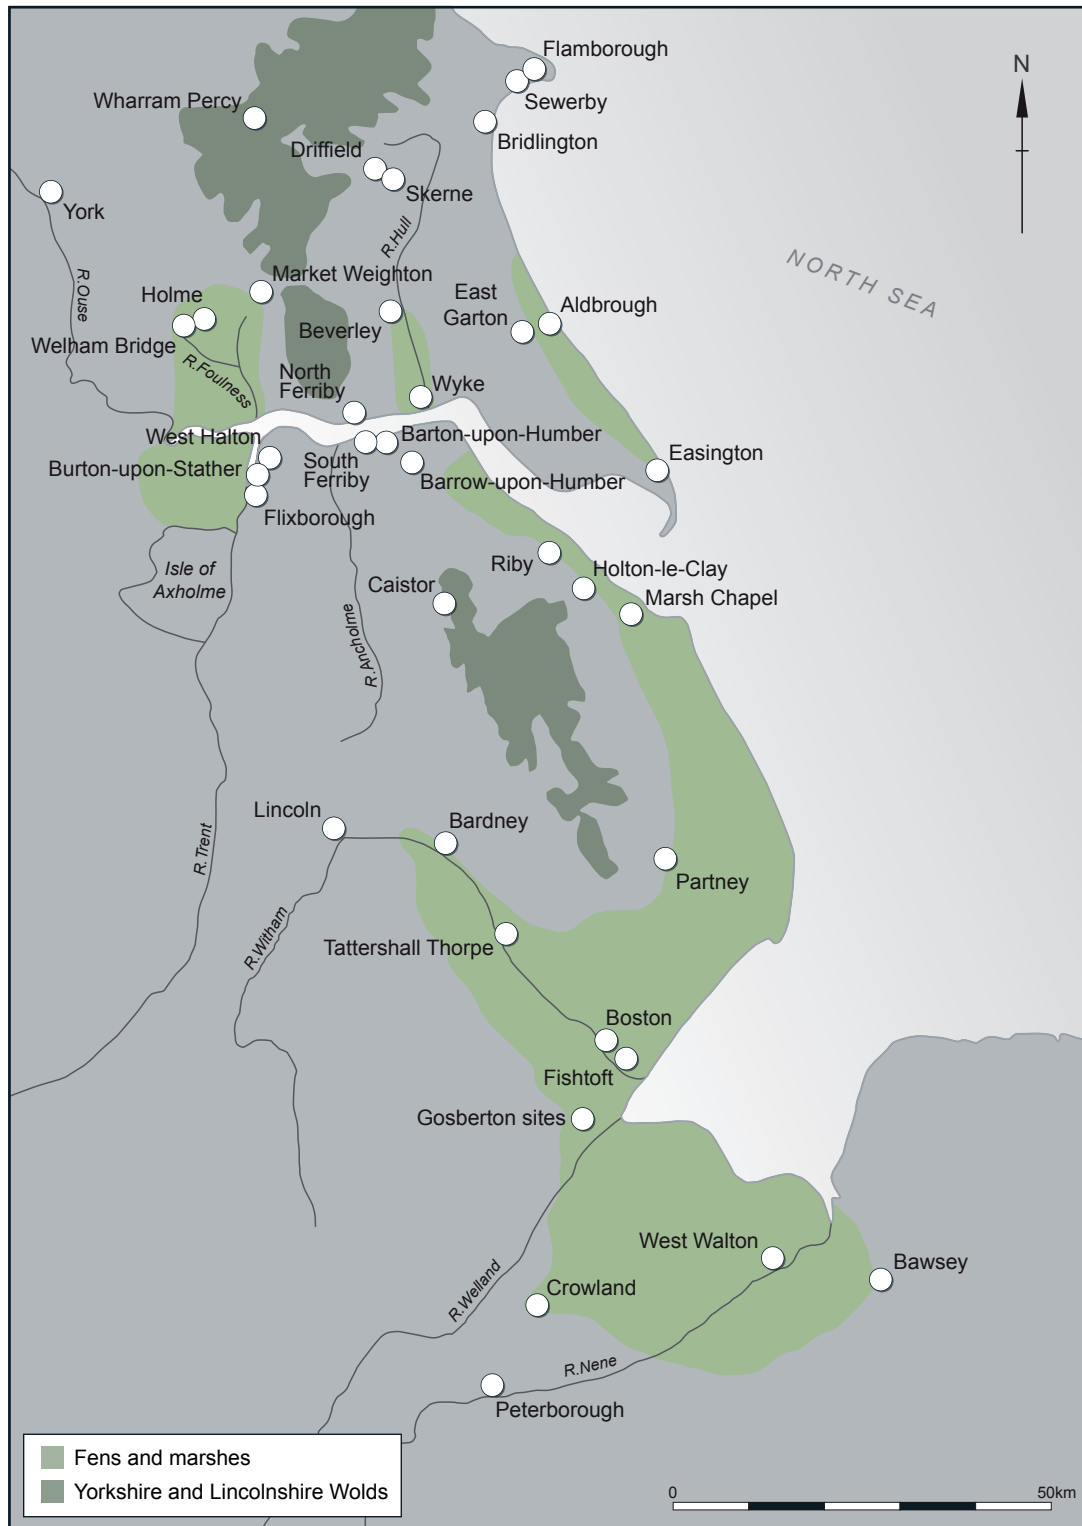 Flamborough
N
Sewerby
Wharram Percy
Bridlington
Driffield
Skerne
York
R.Hull
NORTH SEA
R.Ouse
Market Weighton
Holme
East
Garton
Aldbrough
Beverley
Welham Bridge
R.Foulness
North
Ferriby
Wyke
West Halton
Barton-upon-Humber
South
Ferriby
Easington
Burton-upon-Stather
Barrow-upon-Humber
Flixborough
Isle of
Axholme
Riby
Holton-le-Clay
Caistor
Marsh Chapel
R.Ancholme
Lincoln
Bardney
R.Trent
Partney
R.Witham
Tattershall Thorpe
Boston
Fishtoft
Gosberton sites
West Walton
Bawsey
R.Welland
Crowland
R.Nene
Peterborough
Fens and marshes
Yorkshire and Lincolnshire Wolds
0
50km